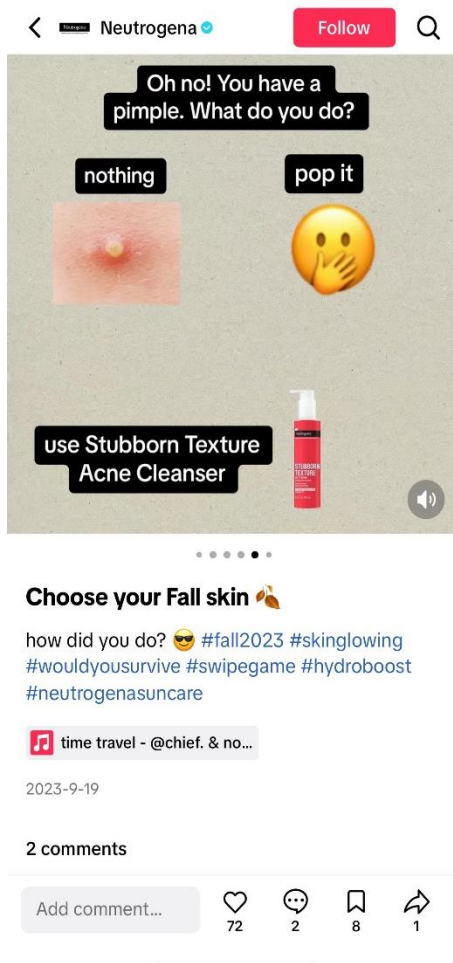 Neutrogena
Neutrogena
Follow
Oh no! You have a
pimple. What do you do?
nothing
pop it
use Stubborn Texture
Acne Cleanser
Neutrogena
STUBBORN
TEXTURE
Choose your Fall skin 🍂
how did you do? 😎 #fall2023 #skinglowing
#wouldyousurvive #swipegame #hydroboost
#neutrogenasuncare
time travel - @chief. & no...
2023-9-19
2 comments
Add comment...
72
2
8
1